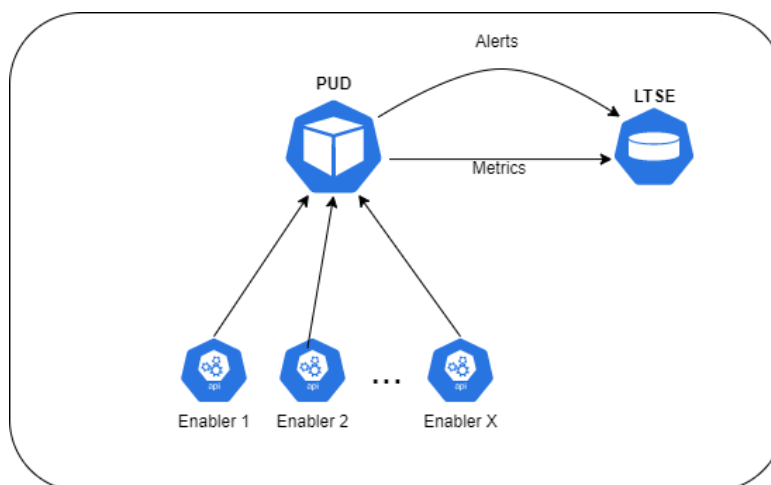 Alerts
PUD
LTSE
Metrics
api
api
...
api
Enabler 1
Enabler 2
Enabler X